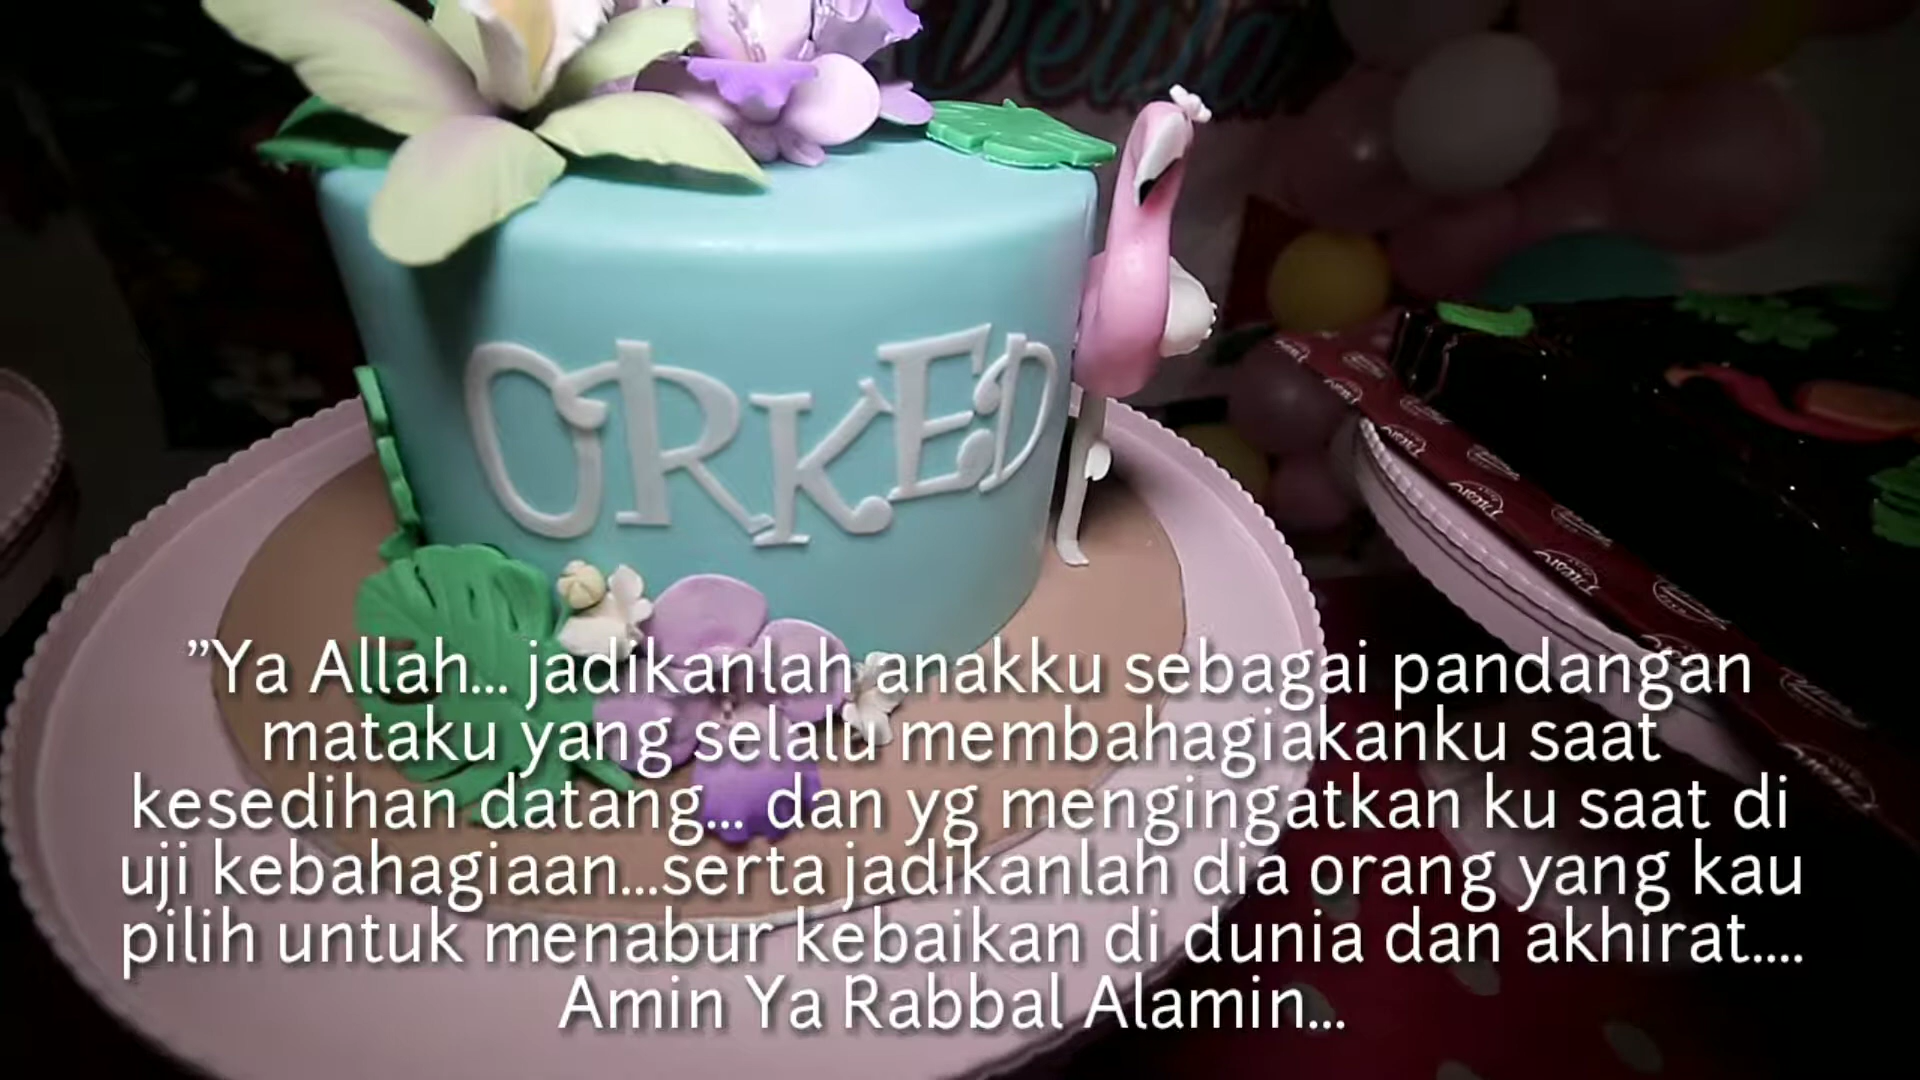 Delila
ORKED
"Ya Allah... jadikanlah anakku sebagai pandangan
mataku yang selalu membahagiakanku saat
kesedihan datang... dan yg mengingatkan ku saat di
uji kebahagiaan...serta jadikanlah dia orang yang kau
pilih untuk menabur kebaikan di dunia dan akhirat....
Amin Ya Rabbal Alamin...